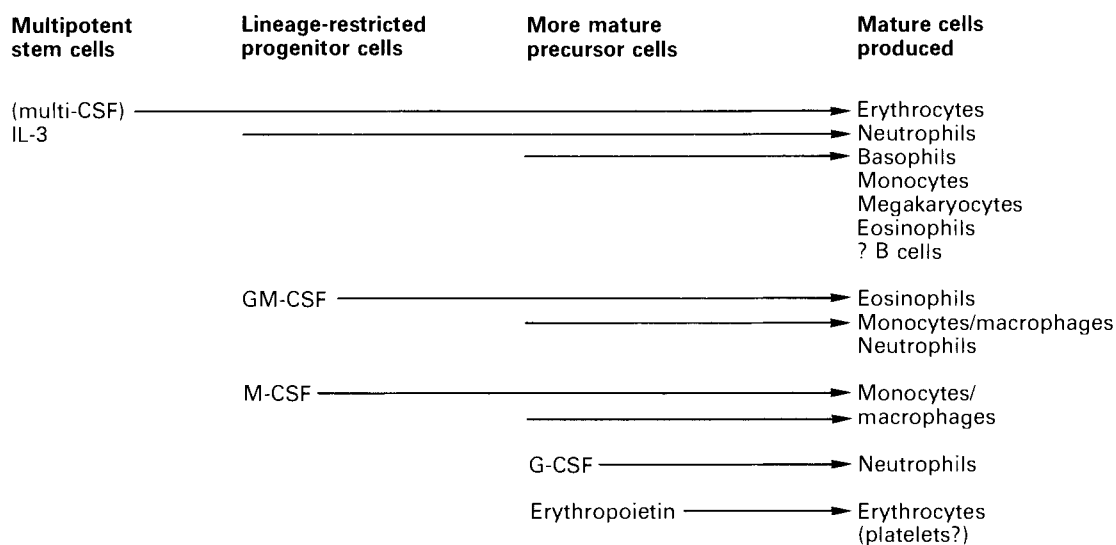 Multipotent stem cells
Lineage-restricted progenitor cells
More mature precursor cells
Mature cells produced
(multi-CSF)
IL-3
Erythrocytes
Neutrophils
Basophils
Monocytes
Megakaryocytes
Eosinophils
? B cells
GM-CSF
Eosinophils
Monocytes/macrophages
Neutrophils
M-CSF
Monocytes/
macrophages
G-CSF
Neutrophils
Erythropoietin
Erythrocytes
(platelets?)